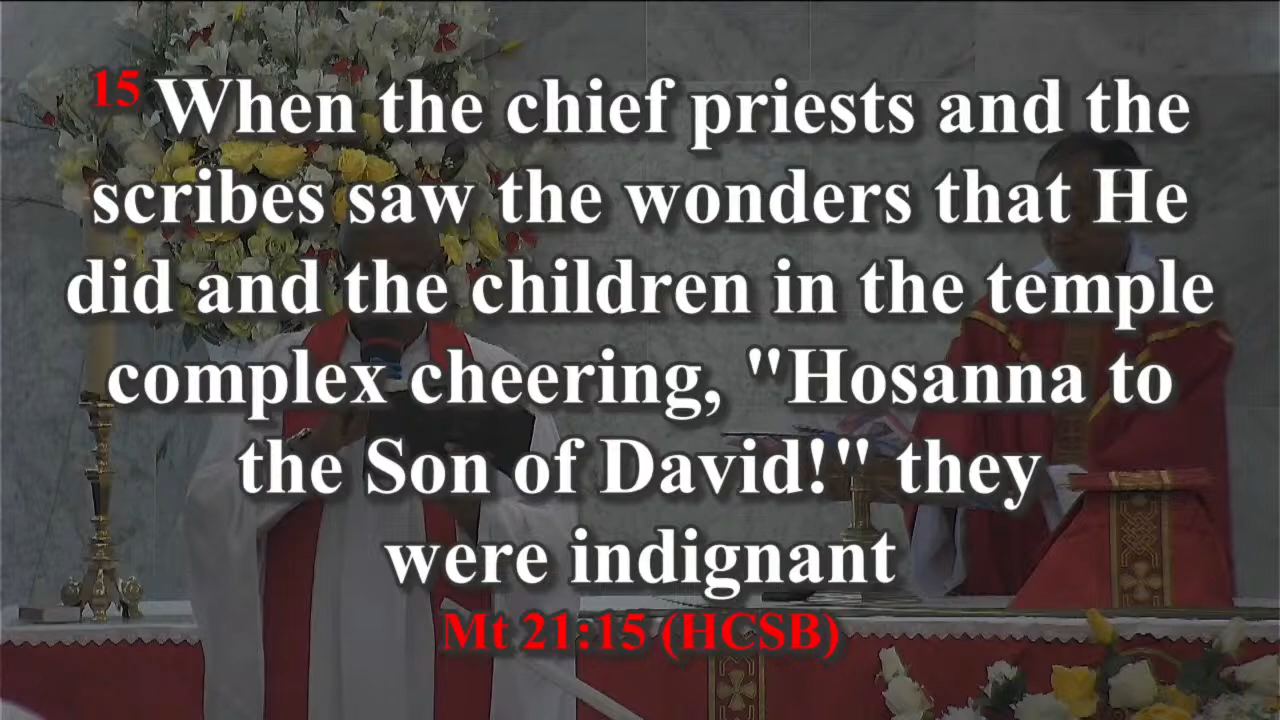 15 When the chief priests and the
scribes saw the wonders that He
did and the children in the temple
complex cheering, "Hosanna to
the Son of David!" they
were indignant
Mt 21:15 (HCSB)